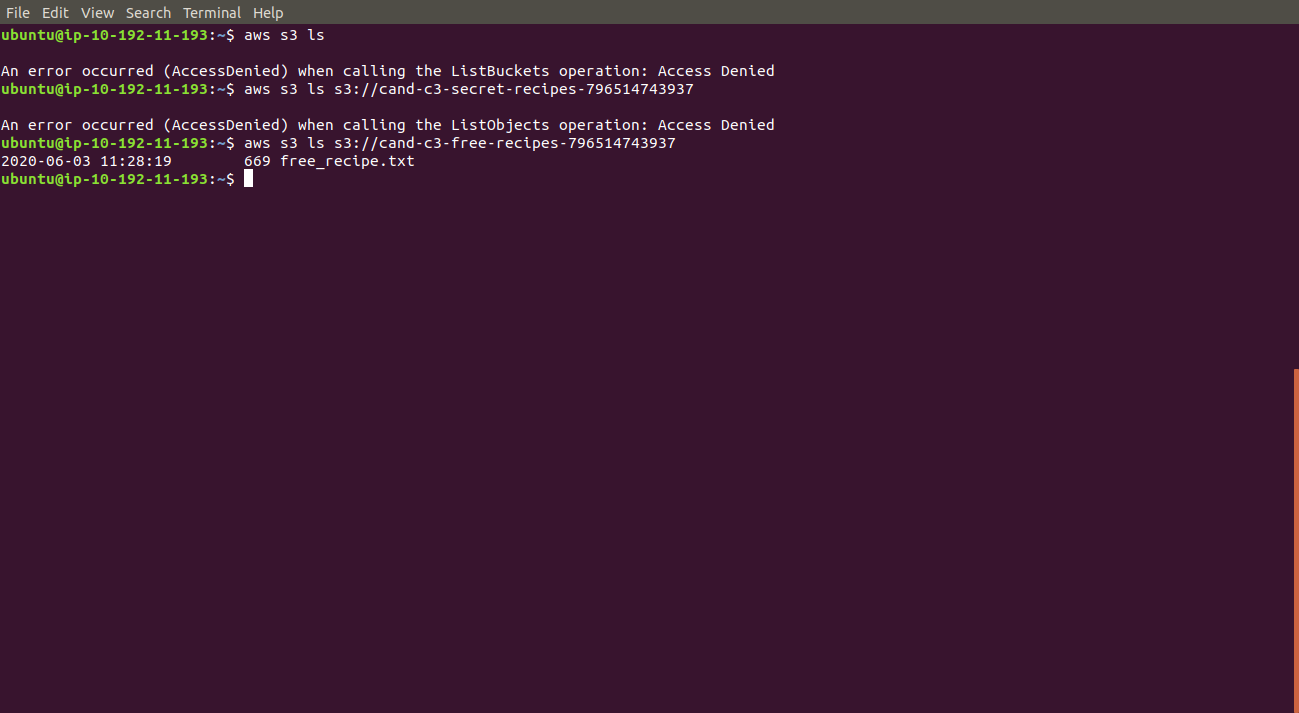 File Edit View Search Terminal Help
ubuntu@ip-10-192-11-193:~$ aws s3 ls
An error occurred (AccessDenied) when calling the ListBuckets operation: Access Denied
ubuntu@ip-10-192-11-193:~$ aws s3 ls s3://cand-c3-secret-recipes-796514743937
An error occurred (AccessDenied) when calling the ListObjects operation: Access Denied
ubuntu@ip-10-192-11-193:~$ aws s3 ls s3://cand-c3-free-recipes-796514743937
2020-06-03 11:28:19        669 free_recipe.txt
ubuntu@ip-10-192-11-193:~$